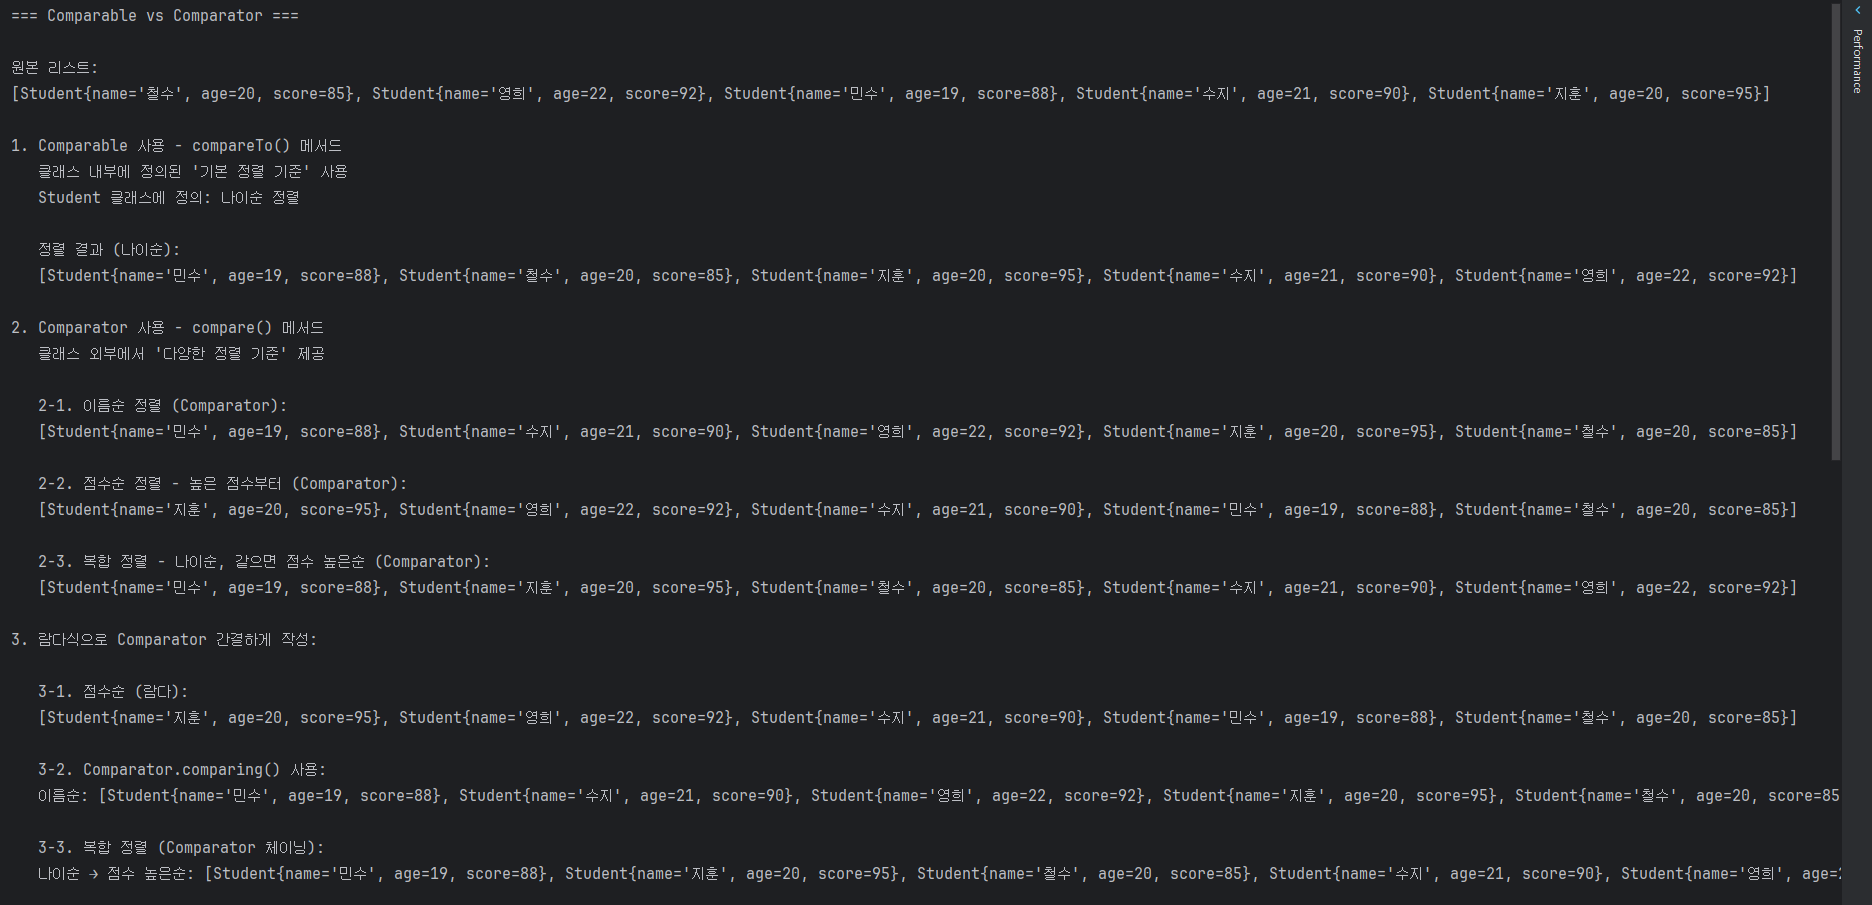 === Comparable vs Comparator ===
원본 리스트:
[Student{name='철수', age=20, score=85}, Student{name='영희', age=22, score=92}, Student{name='민수', age=19, score=88}, Student{name='수지', age=21, score=90}, Student{name='지훈', age=20, score=95}]
1. Comparable 사용 - compareTo() 메서드
클래스 내부에 정의된 '기본 정렬 기준' 사용
Student 클래스에 정의: 나이순 정렬
정렬 결과 (나이순):
[Student{name='민수', age=19, score=88}, Student{name='철수', age=20, score=85}, Student{name='지훈', age=20, score=95}, Student{name='수지', age=21, score=90}, Student{name='영희', age=22, score=92}]
2. Comparator 사용 - compare() 메서드
클래스 외부에서 '다양한 정렬 기준' 제공
2-1. 이름순 정렬 (Comparator):
[Student{name='민수', age=19, score=88}, Student{name='수지', age=21, score=90}, Student{name='영희', age=22, score=92}, Student{name='지훈', age=20, score=95}, Student{name='철수', age=20, score=85}]
2-2. 점수순 정렬 - 높은 점수부터 (Comparator):
[Student{name='지훈', age=20, score=95}, Student{name='영희', age=22, score=92}, Student{name='수지', age=21, score=90}, Student{name='민수', age=19, score=88}, Student{name='철수', age=20, score=85}]
2-3. 복합 정렬 - 나이순, 같으면 점수 높은순 (Comparator):
[Student{name='민수', age=19, score=88}, Student{name='지훈', age=20, score=95}, Student{name='철수', age=20, score=85}, Student{name='수지', age=21, score=90}, Student{name='영희', age=22, score=92}]
3. 람다식으로 Comparator 간결하게 작성:
3-1. 점수순 (람다):
[Student{name='지훈', age=20, score=95}, Student{name='영희', age=22, score=92}, Student{name='수지', age=21, score=90}, Student{name='민수', age=19, score=88}, Student{name='철수', age=20, score=85}]
3-2. Comparator.comparing() 사용:
이름순: [Student{name='민수', age=19, score=88}, Student{name='수지', age=21, score=90}, Student{name='영희', age=22, score=92}, Student{name='지훈', age=20, score=95}, Student{name='철수', age=20, score=85
3-3. 복합 정렬 (Comparator 체이닝):
나이순 → 점수 높은순: [Student{name='민수', age=19, score=88}, Student{name='지훈', age=20, score=95}, Student{name='철수', age=20, score=85}, Student{name='수지', age=21, score=90}, Student{name='영희', age=
Performance